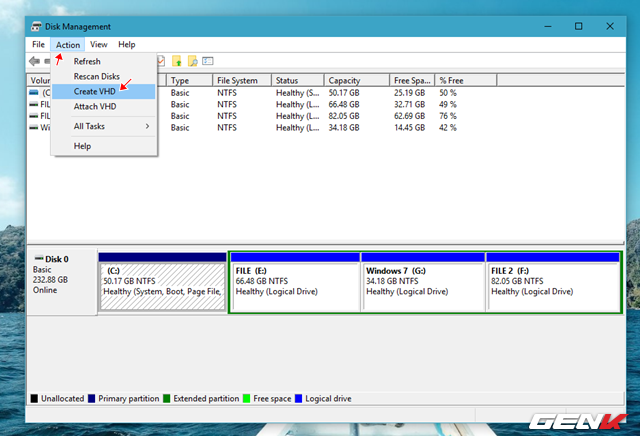 Disk Management
File Action View Help
Refresh
Rescan Disks
Create VHD
Attach VHD
All Tasks
Help
Volu Type File System Status Capacity Free Spa... % Free
(C Basic NTFS Healthy (S... 50.17 GB 25.19 GB 50 %
FIL Basic NTFS Healthy (L... 66.48 GB 32.71 GB 49 %
FIL Basic NTFS Healthy (L... 82.05 GB 62.69 GB 76 %
Wi Basic NTFS Healthy (L... 34.18 GB 14.45 GB 42 %
Disk 0
Basic
232.88 GB
Online
(C:)
50.17 GB NTFS
Healthy (System, Boot, Page File,
FILE (E:)
66.48 GB NTFS
Healthy (Logical Drive)
Windows 7 (G:)
34.18 GB NTFS
Healthy (Logical Drive)
FILE 2 (F:)
82.05 GB NTFS
Healthy (Logical Drive)
Unallocated Primary partition Extended partition Free space Logical drive
GENK